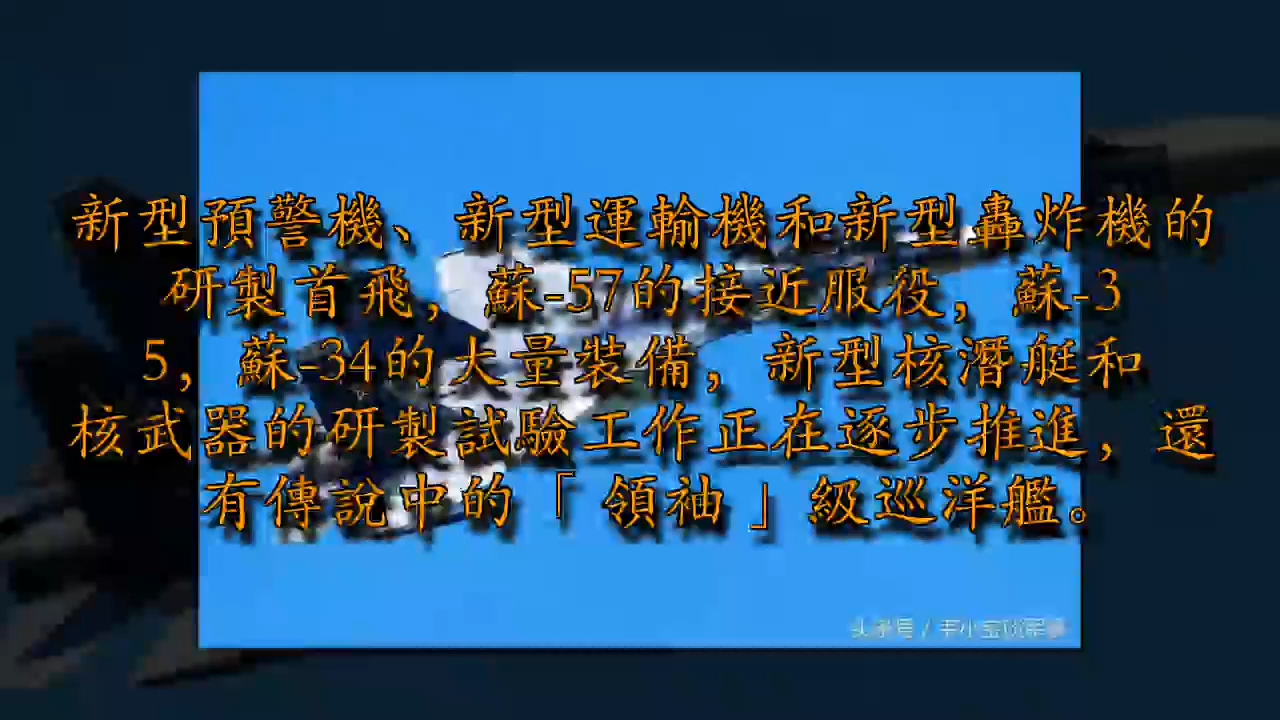 新型預警機、新型運輸機和新型轟炸機的
研製首飛，蘇-57的接近服役，蘇-3
5，蘇-34的大量裝備，新型核潛艇和
核武器的研製試驗工作正在逐步推進，還
有傳說中的「領袖」級巡洋艦。